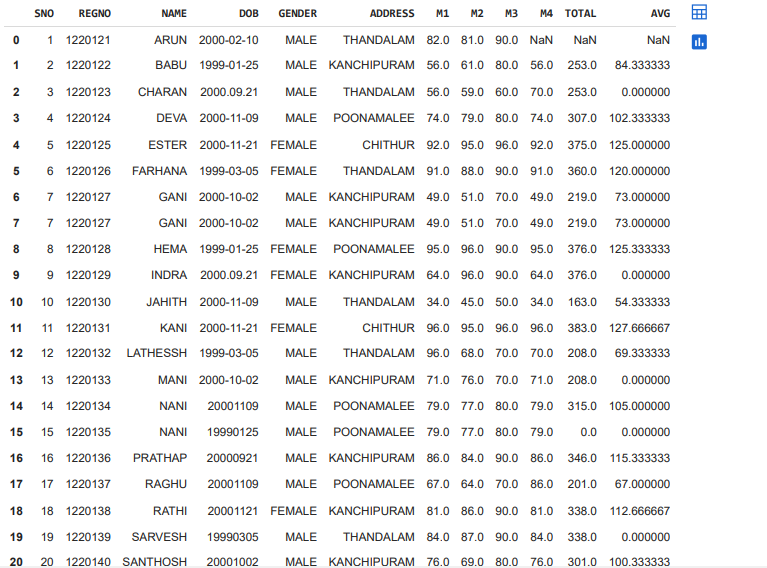 SNO REGNO NAME DOB GENDER ADDRESS M1 M2 M3 M4 TOTAL AVG
0 1 1220121 ARUN 2000-02-10 MALE THANDALAM 82.0 81.0 90.0 NaN NaN NaN
1 2 1220122 BABU 1999-01-25 MALE KANCHIPURAM 56.0 61.0 80.0 56.0 253.0 84.333333
2 3 1220123 CHARAN 2000.09.21 MALE THANDALAM 56.0 59.0 60.0 70.0 253.0 0.000000
3 4 1220124 DEVA 2000-11-09 MALE POONAMALEE 74.0 79.0 80.0 74.0 307.0 102.333333
4 5 1220125 ESTER 2000-11-21 FEMALE CHITHUR 92.0 95.0 96.0 92.0 375.0 125.000000
5 6 1220126 FARHANA 1999-03-05 FEMALE THANDALAM 91.0 88.0 90.0 91.0 360.0 120.000000
6 7 1220127 GANI 2000-10-02 MALE KANCHIPURAM 49.0 51.0 70.0 49.0 219.0 73.000000
7 7 1220127 GANI 2000-10-02 MALE KANCHIPURAM 49.0 51.0 70.0 49.0 219.0 73.000000
8 8 1220128 HEMA 1999-01-25 FEMALE POONAMALEE 95.0 96.0 90.0 95.0 376.0 125.333333
9 9 1220129 INDRA 2000.09.21 FEMALE KANCHIPURAM 64.0 96.0 90.0 64.0 376.0 0.000000
10 10 1220130 JAHITH 2000-11-09 MALE THANDALAM 34.0 45.0 50.0 34.0 163.0 54.333333
11 11 1220131 KANI 2000-11-21 FEMALE CHITHUR 96.0 95.0 96.0 96.0 383.0 127.666667
12 12 1220132 LATHESSH 1999-03-05 MALE THANDALAM 96.0 68.0 70.0 70.0 208.0 69.333333
13 13 1220133 MANI 2000-10-02 MALE KANCHIPURAM 71.0 76.0 70.0 71.0 208.0 0.000000
14 14 1220134 NANI 20001109 MALE POONAMALEE 79.0 77.0 80.0 79.0 315.0 105.000000
15 15 1220135 NANI 19990125 MALE POONAMALEE 79.0 77.0 80.0 79.0 0.0 0.000000
16 16 1220136 PRATHAP 20000921 MALE KANCHIPURAM 86.0 84.0 90.0 86.0 346.0 115.333333
17 17 1220137 RAGHU 20001109 MALE POONAMALEE 67.0 64.0 70.0 86.0 201.0 67.000000
18 18 1220138 RATHI 20001121 FEMALE KANCHIPURAM 81.0 86.0 90.0 81.0 338.0 112.666667
19 19 1220139 SARVESH 19990305 MALE THANDALAM 84.0 87.0 90.0 84.0 338.0 0.000000
20 20 1220140 SANTHOSH 20001002 MALE KANCHIPURAM 76.0 69.0 80.0 76.0 301.0 100.333333